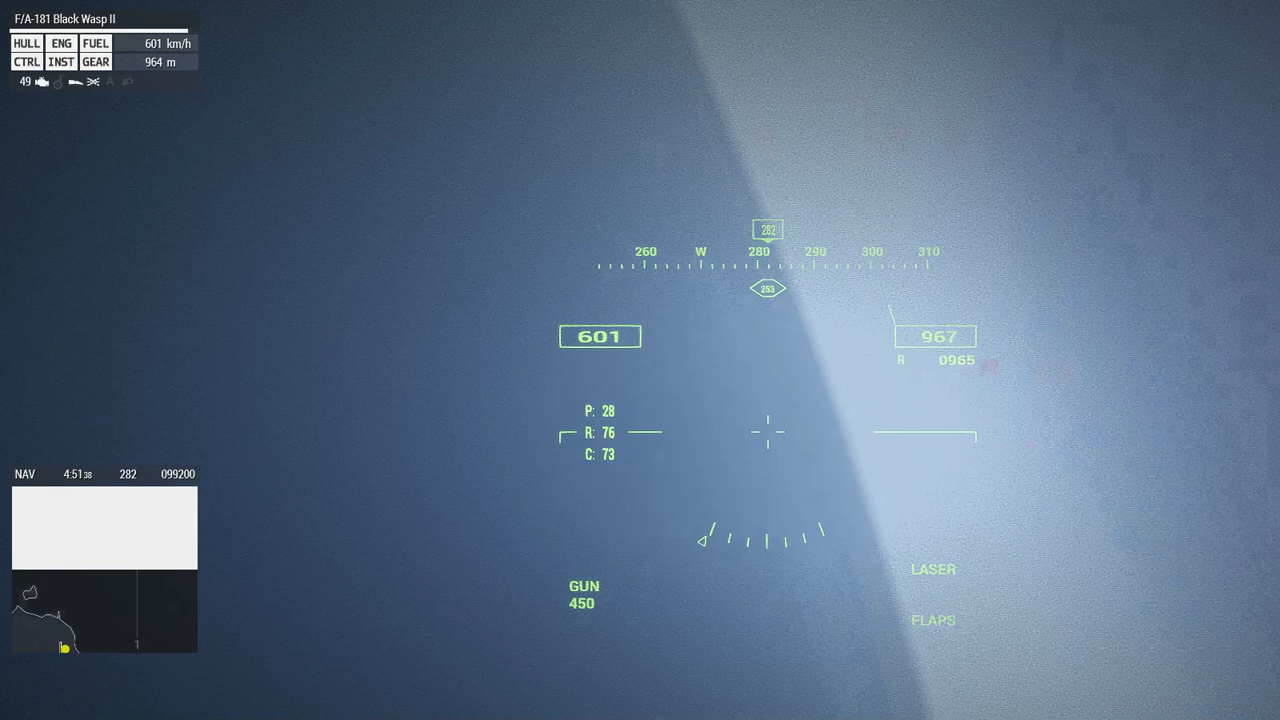 F/A-181 Black Wasp II
HULL ENG FUEL 601 km/h
CTRL INST GEAR 964 m
49 A
282
260 W 280 290 300 310
253
601
967
R 0965
P: 28
R: 76
C: 73
NAV 4:51 38 282 099200
LASER
GUN
450
FLAPS
1